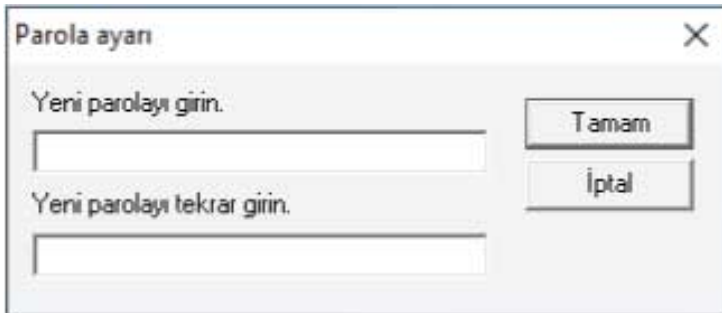 Parola ayarı
Yeni parolayı girin.
Tamam
İptal
Yeni parolayı tekrar girin.